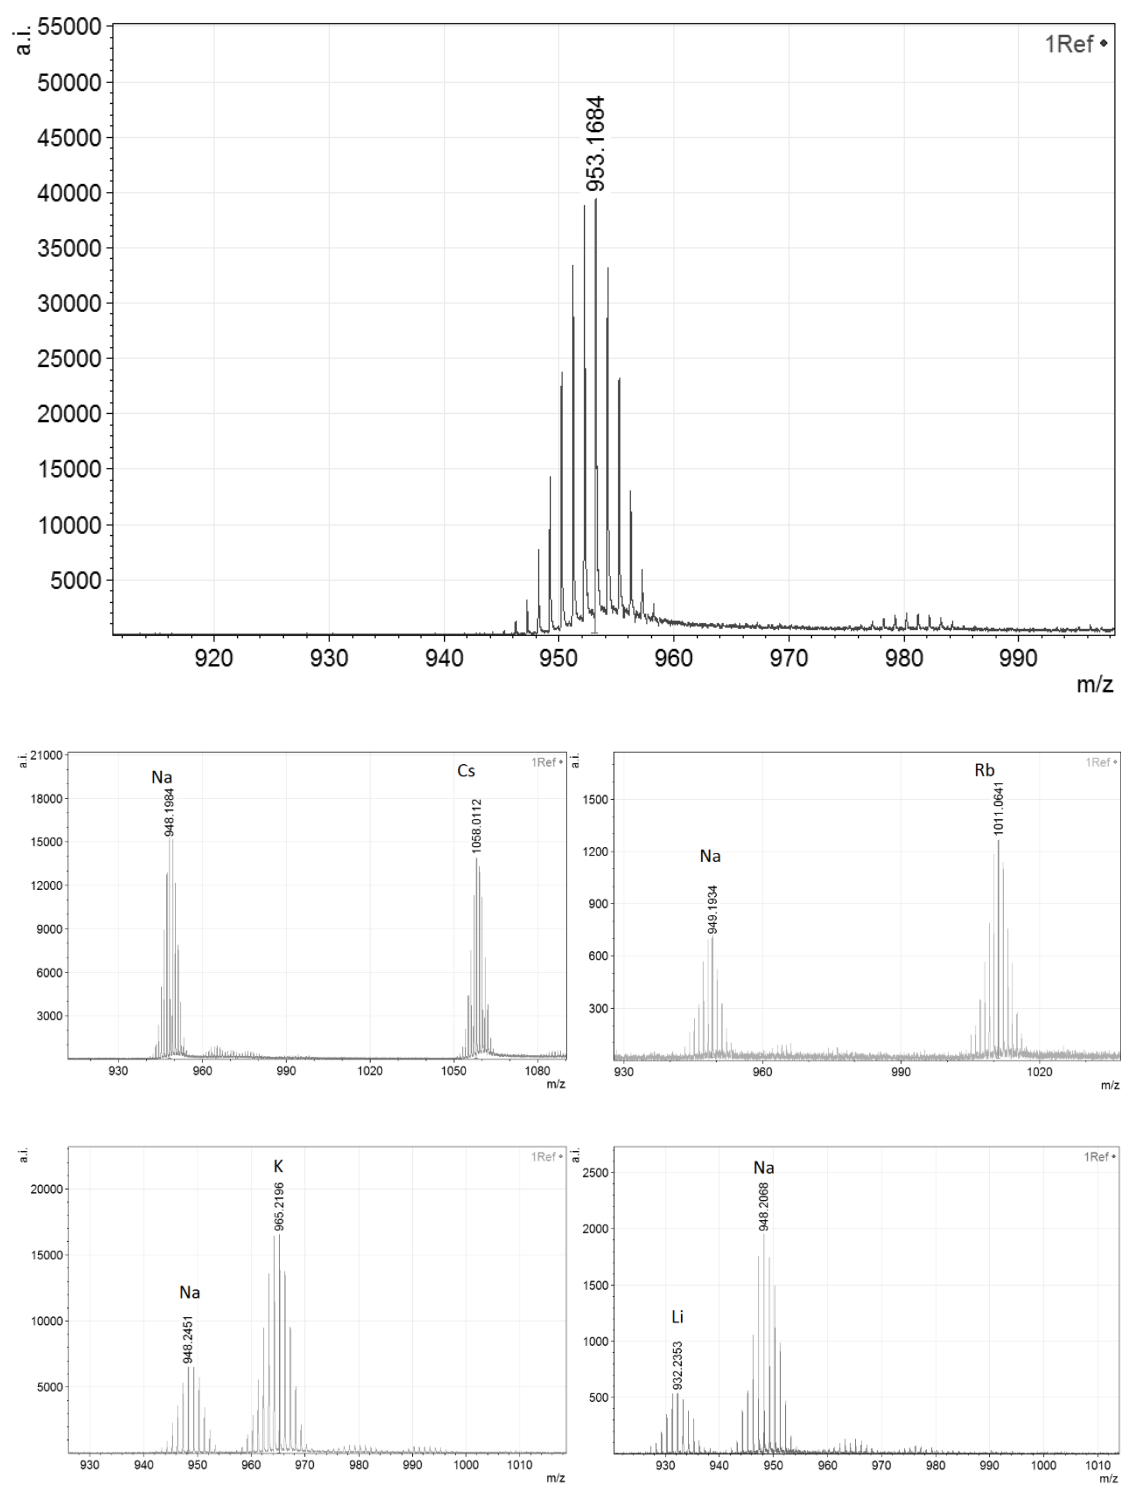 a.i.
55000
1Ref
953.1684
50000
45000
40000
35000
30000
25000
20000
15000
10000
5000
920 930 940 950 960 970 980 990
m/z
a.i.
21000
1Ref
Na
948.1984
Cs
1058.0112
18000
15000
12000
9000
6000
3000
930 960 990 1020 1050 1080
m/z
a.i.
1Ref
Rb
1011.0641
Na
949.1934
1500
1200
900
600
300
930 960 990 1020
m/z
a.i.
1Ref
K
965.2196
Na
948.2451
20000
15000
10000
5000
930 940 950 960 970 980 990 1000 1010
m/z
a.i.
1Ref
Na
948.2068
Li
932.2353
2500
2000
1500
1000
500
930 940 950 960 970 980 990 1000 1010
m/z